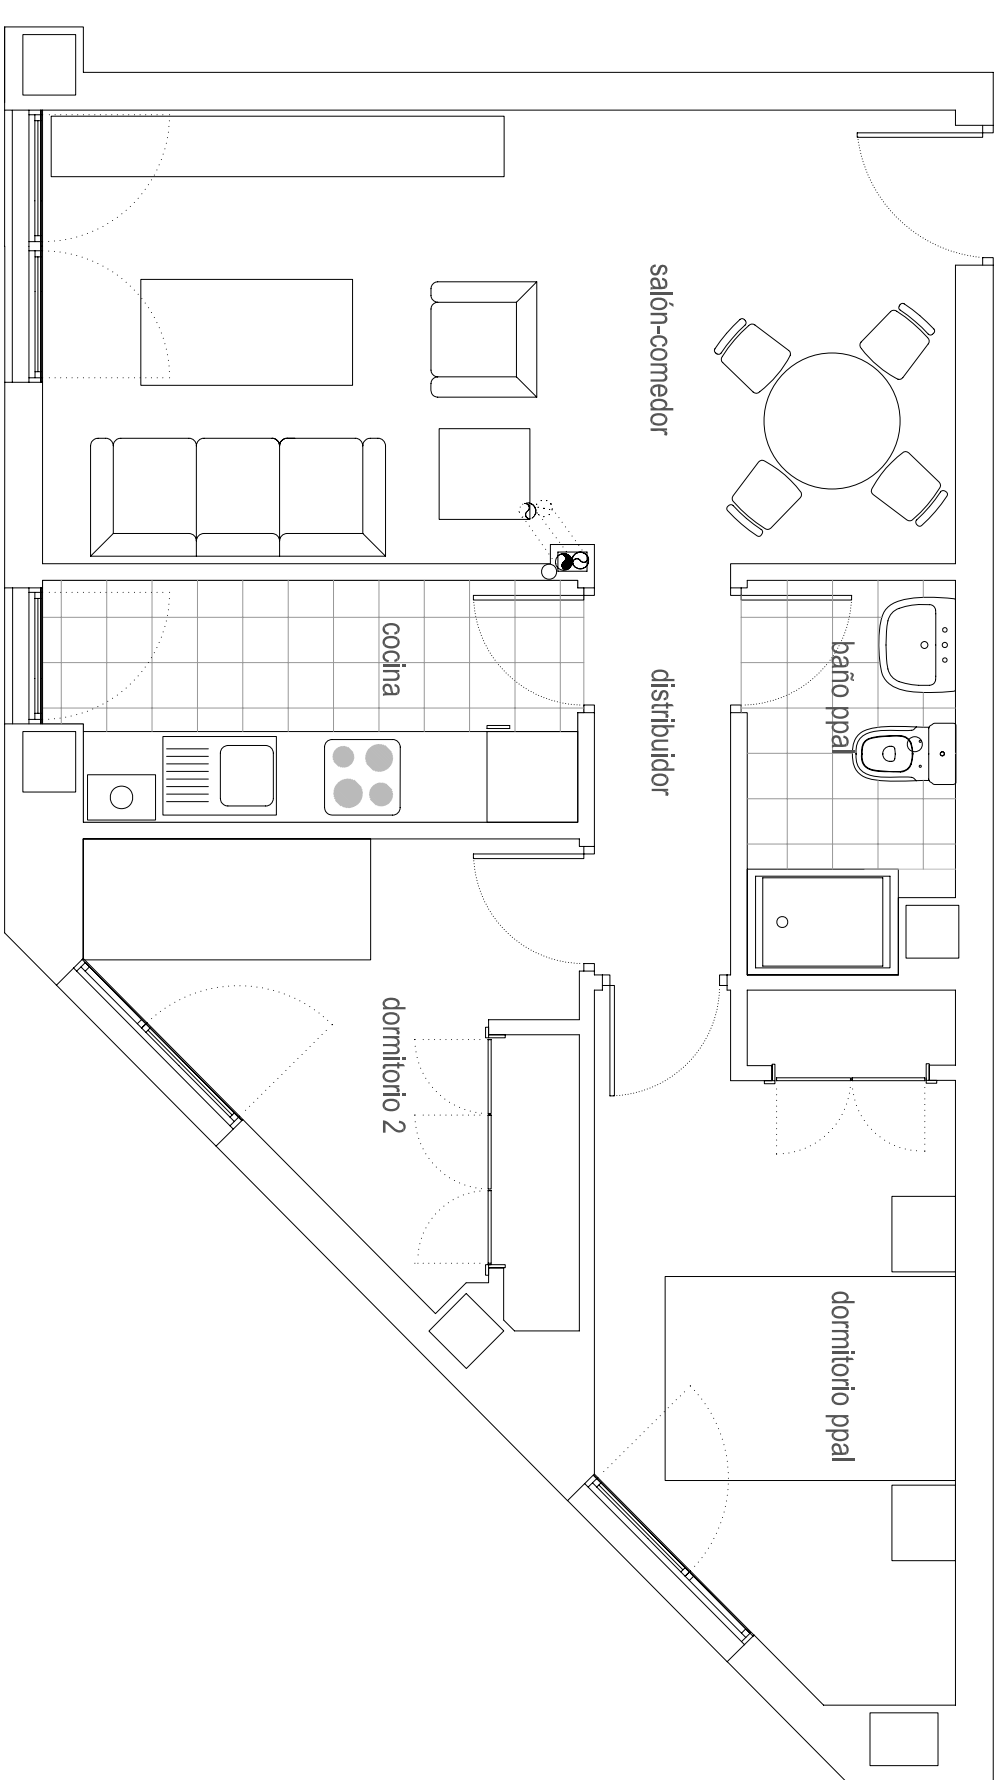 salón-comedor
cocina
distribuidor
baño ppal
dormitorio 2
dormitorio ppal